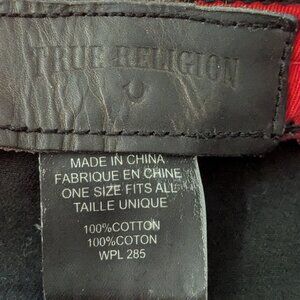 TRUE RELIGION
MADE IN CHINA
FABRIQUE EN CHINE
ONE SIZE FITS ALL
TAILLE UNIQUE
100%COTTON
100%COTON
WPL 285